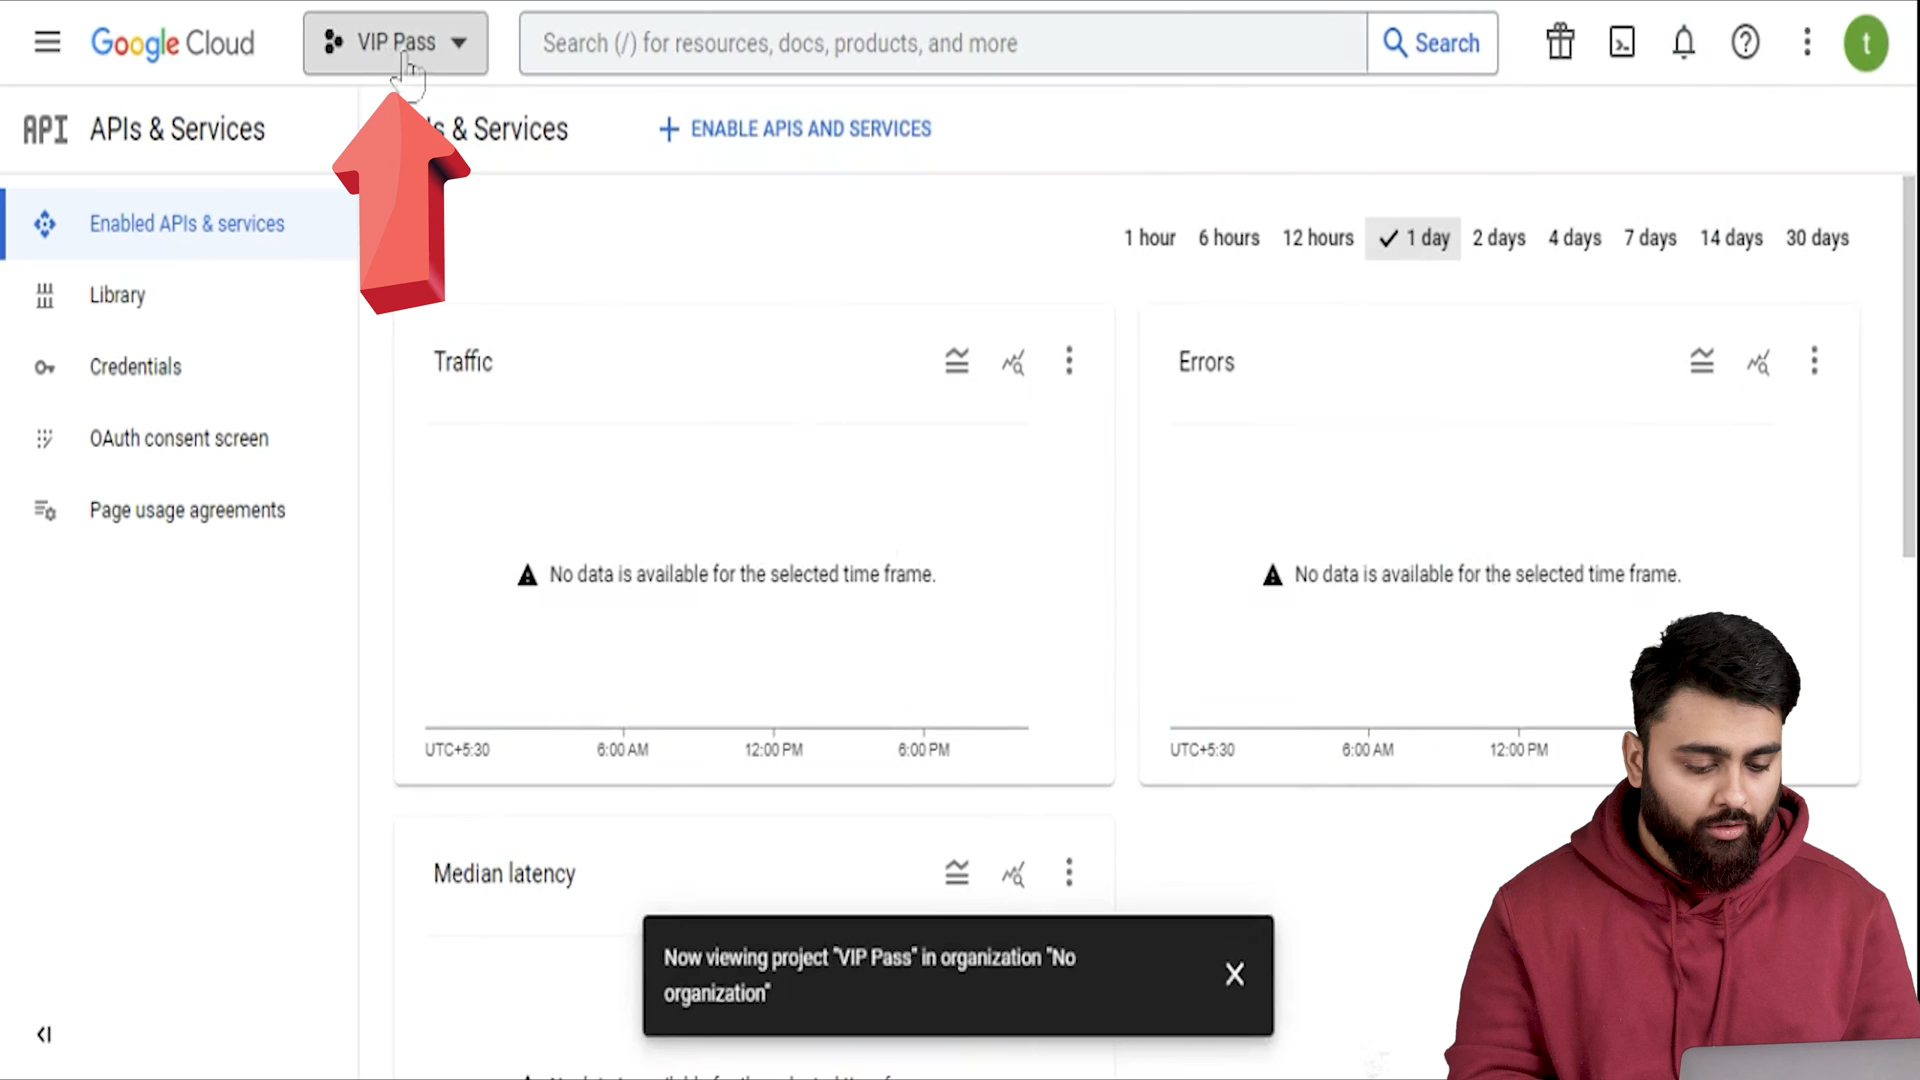 Google Cloud
VIP Pass
Search (/) for resources, docs, products, and more
Search
t
API
APIs & Services
s & Services
ENABLE APIS AND SERVICES
Enabled APIs & services
Library
Credentials
OAuth consent screen
Page usage agreements
1 hour
6 hours
12 hours
1 day
2 days
4 days
7 days
14 days
30 days
Traffic
No data is available for the selected time frame.
UTC+5:30
6:00 AM
12:00 PM
6:00 PM
Errors
No data is available for the selected time frame.
UTC+5:30
6:00 AM
12:00 PM
Median latency
Now viewing project "VIP Pass" in organization "No
organization"